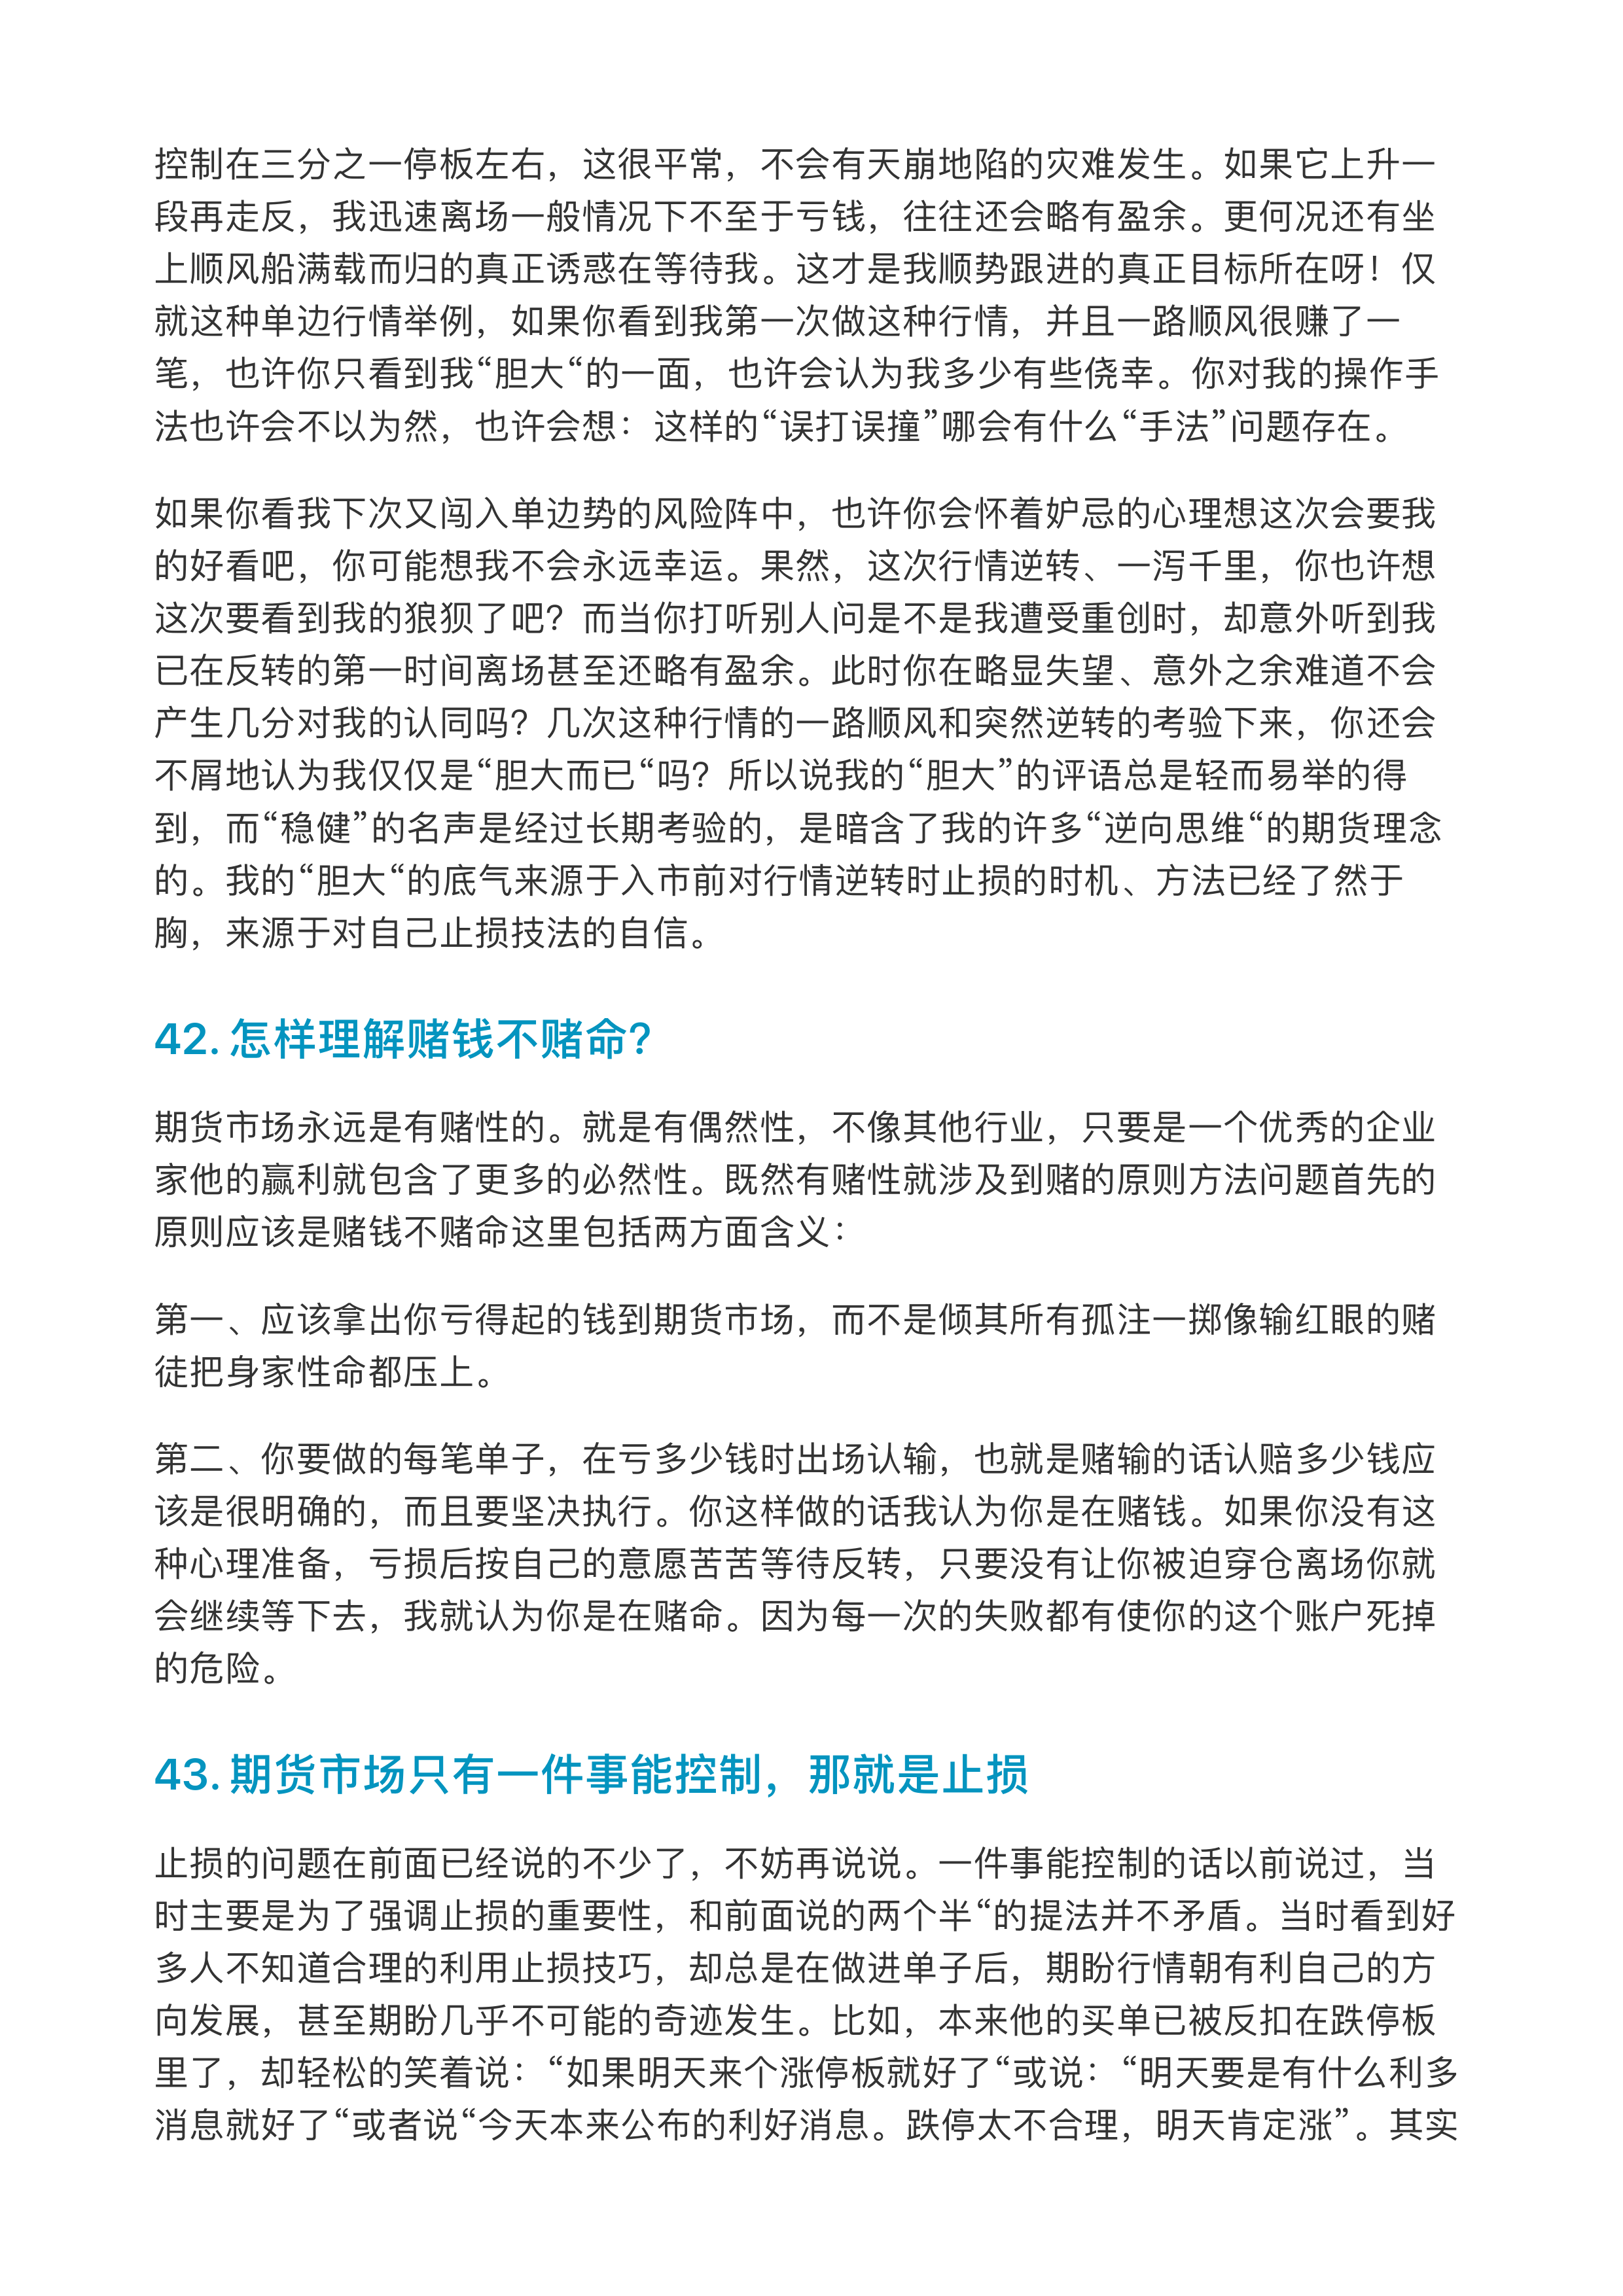 控制在三分之一停板左右，这很平常，不会有天崩地陷的灾难发生。如果它上升一
段再走反，我迅速离场一般情况下不至于亏钱，往往还会略有盈余。更何况还有坐
上顺风船满载而归的真正诱惑在等待我。这才是我顺势跟进的真正目标所在呀！仅
就这种单边行情举例，如果你看到我第一次做这种行情，并且一路顺风很赚了一
笔，也许你只看到我“胆大“的一面，也许会认为我多少有些侥幸。你对我的操作手
法也许会不以为然，也许会想：这样的“误打误撞”哪会有什么“手法”问题存在。
如果你看我下次又闯入单边势的风险阵中，也许你会怀着妒忌的心理想这次会要我
的好看吧，你可能想我不会永远幸运。果然，这次行情逆转、一泻千里，你也许想
这次要看到我的狼狈了吧？而当你打听别人问是不是我遭受重创时，却意外听到我
已在反转的第一时间离场甚至还略有盈余。此时你在略显失望、意外之余难道不会
产生几分对我的认同吗？几次这种行情的一路顺风和突然逆转的考验下来，你还会
不屑地认为我仅仅是“胆大而已“吗？所以说我的“胆大”的评语总是轻而易举的得
到，而“稳健”的名声是经过长期考验的，是暗含了我的许多“逆向思维“的期货理念
的。我的“胆大“的底气来源于入市前对行情逆转时止损的时机、方法已经了然于
胸，来源于对自己止损技法的自信。
42. 怎样理解赌钱不赌命？
期货市场永远是有赌性的。就是有偶然性，不像其他行业，只要是一个优秀的企业
家他的赢利就包含了更多的必然性。既然有赌性就涉及到赌的原则方法问题首先的
原则应该是赌钱不赌命这里包括两方面含义：
第一、应该拿出你亏得起的钱到期货市场，而不是倾其所有孤注一掷像输红眼的赌
徒把身家性命都压上。
第二、你要做的每笔单子，在亏多少钱时出场认输，也就是赌输的话认赔多少钱应
该是很明确的，而且要坚决执行。你这样做的话我认为你是在赌钱。如果你没有这
种心理准备，亏损后按自己的意愿苦苦等待反转，只要没有让你被迫穿仓离场你就
会继续等下去，我就认为你是在赌命。因为每一次的失败都有使你的这个账户死掉
的危险。
43. 期货市场只有一件事能控制，那就是止损
止损的问题在前面已经说的不少了，不妨再说说。一件事能控制的话以前说过，当
时主要是为了强调止损的重要性，和前面说的两个半“的提法并不矛盾。当时看到好
多人不知道合理的利用止损技巧，却总是在做进单子后，期盼行情朝有利自己的方
向发展，甚至期盼几乎不可能的奇迹发生。比如，本来他的买单已被反扣在跌停板
里了，却轻松的笑着说：“如果明天来个涨停板就好了“或说：“明天要是有什么利多
消息就好了“或者说“今天本来公布的利好消息。跌停太不合理，明天肯定涨”。其实